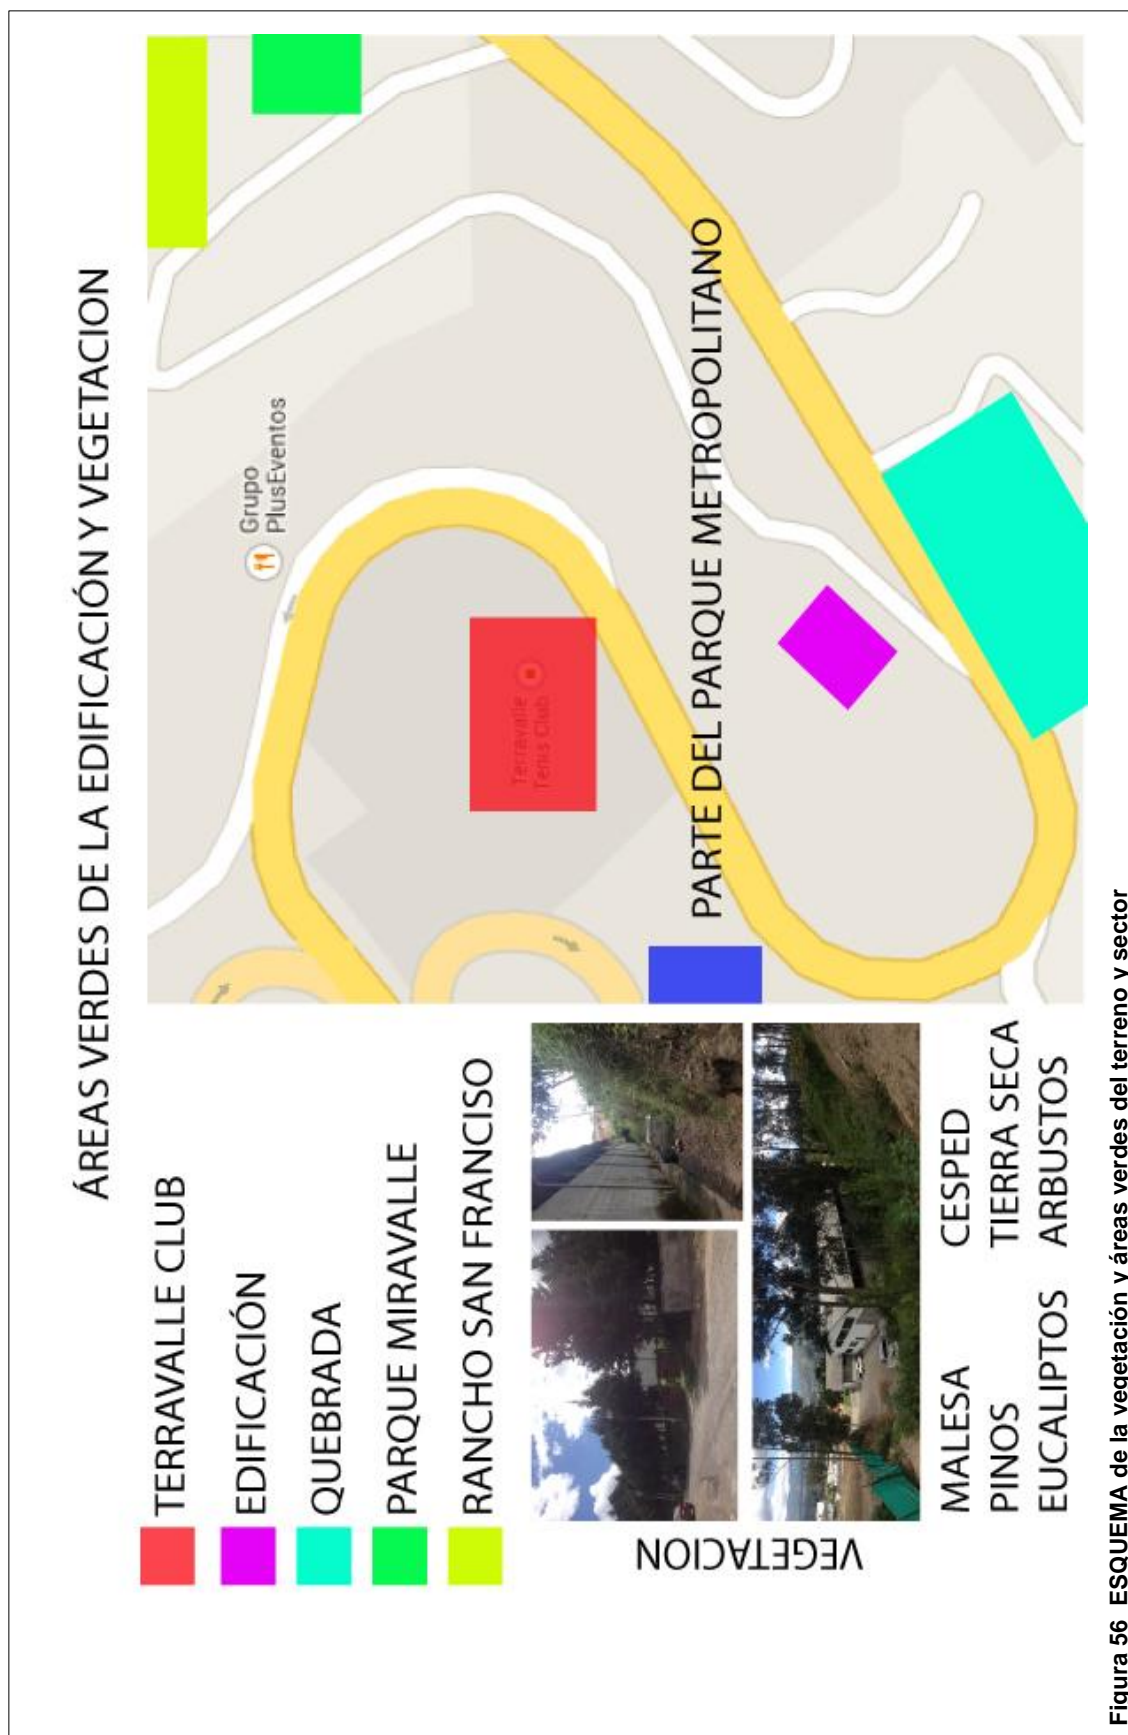 ÁREAS VERDES DE LA EDIFICACIÓN Y VEGETACION
TERRAVALLE CLUB
EDIFICACIÓN
QUEBRADA
PARQUE MIRAVALLE
RANCHO SAN FRANCISO
Grupo
PlusEventos
Terravalle
Tenis Club
PARTE DEL PARQUE METROPOLITANO
VEGETACION
MALESA
PINOS
EUCALIPTOS
CESPED
TIERRA SECA
ARBUSTOS
Figura 56 ESQUEMA de la vegetación y áreas verdes del terreno y sector